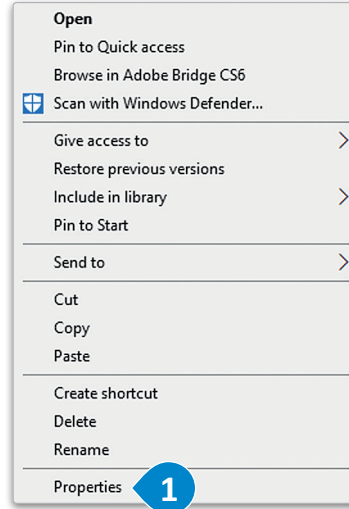 Open
Pin to Quick access
Browse in Adobe Bridge CS6
Scan with Windows Defender...
Give access to
Restore previous versions
Include in library
Pin to Start
Send to
Cut
Copy
Paste
Create shortcut
Delete
Rename
Properties 1